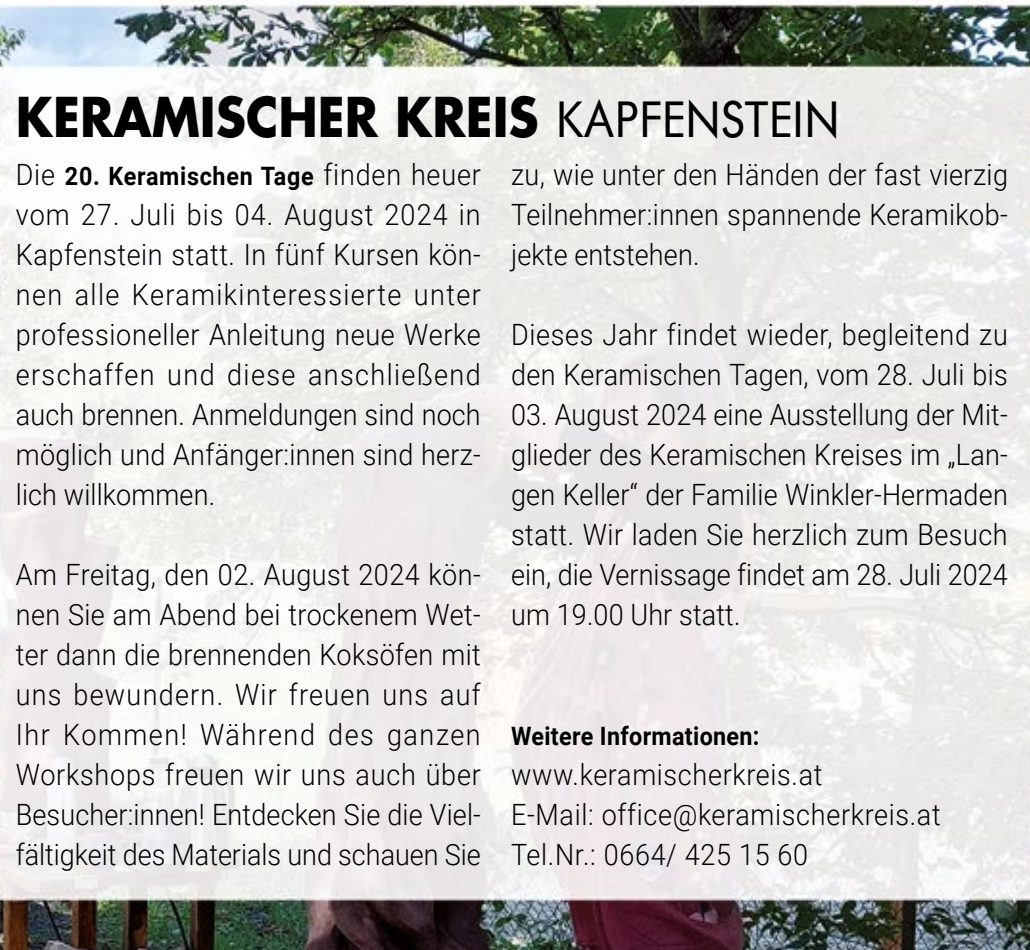 KERAMISCHER KREIS KAPFENSTEIN
Die 20. Keramischen Tage finden heuer
vom 27. Juli bis 04. August 2024 in
Kapfenstein statt. In fünf Kursen kön-
nen alle Keramikinteressierte unter
professioneller Anleitung neue Werke
erschaffen und diese anschließend
auch brennen. Anmeldungen sind noch
möglich und Anfänger:innen sind herz-
lich willkommen.

Am Freitag, den 02. August 2024 kön-
nen Sie am Abend bei trockenem Wet-
ter dann die brennenden Koksöfen mit
uns bewundern. Wir freuen uns auf
Ihr Kommen! Während des ganzen
Workshops freuen wir uns auch über
Besucher:innen! Entdecken Sie die Viel-
fältigkeit des Materials und schauen Sie
zu, wie unter den Händen der fast vierzig
Teilnehmer:innen spannende Keramikob-
jekte entstehen.

Dieses Jahr findet wieder, begleitend zu
den Keramischen Tagen, vom 28. Juli bis
03. August 2024 eine Ausstellung der Mit-
glieder des Keramischen Kreises im „Lan-
gen Keller“ der Familie Winkler-Hermaden
statt. Wir laden Sie herzlich zum Besuch
ein, die Vernissage findet am 28. Juli 2024
um 19.00 Uhr statt.

Weitere Informationen:
www.keramischerkreis.at
E-Mail: office@keramischerkreis.at
Tel.Nr.: 0664/ 425 15 60